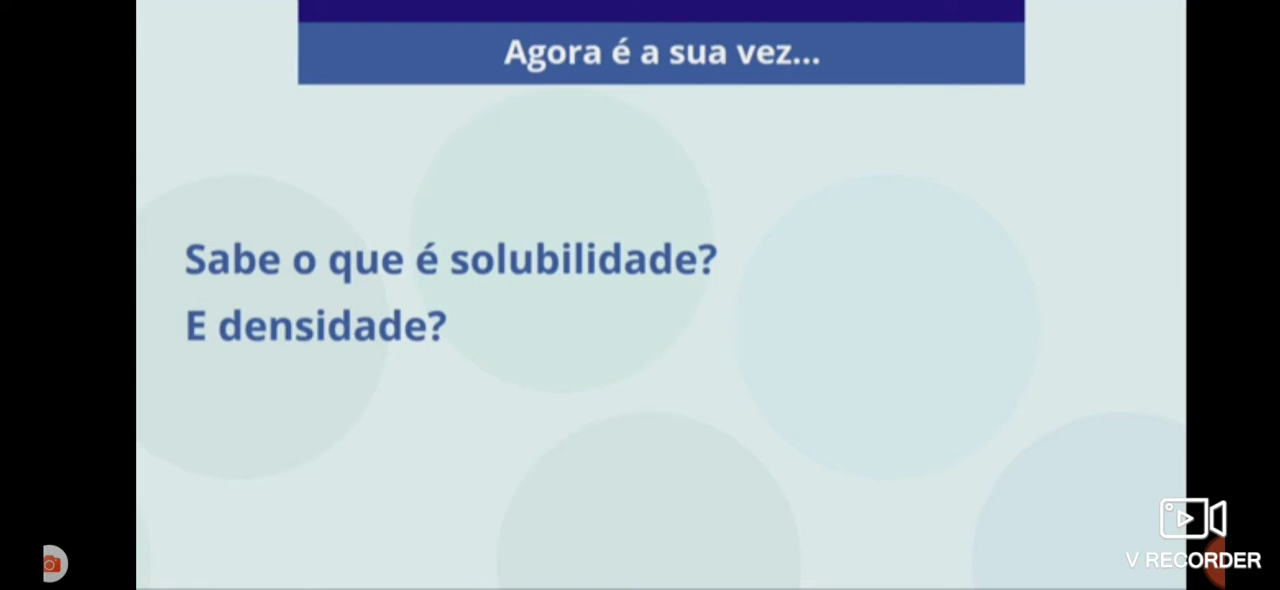 Agora é a sua vez...
Sabe o que é solubilidade?
E densidade?
V RECORDER